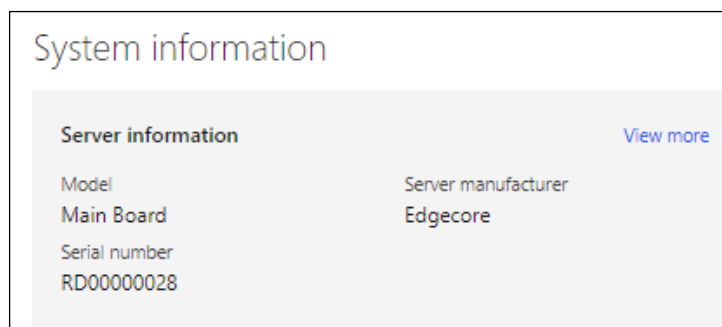 System information
Server information View more
Model Server manufacturer
Main Board Edgecore
Serial number
RD00000028